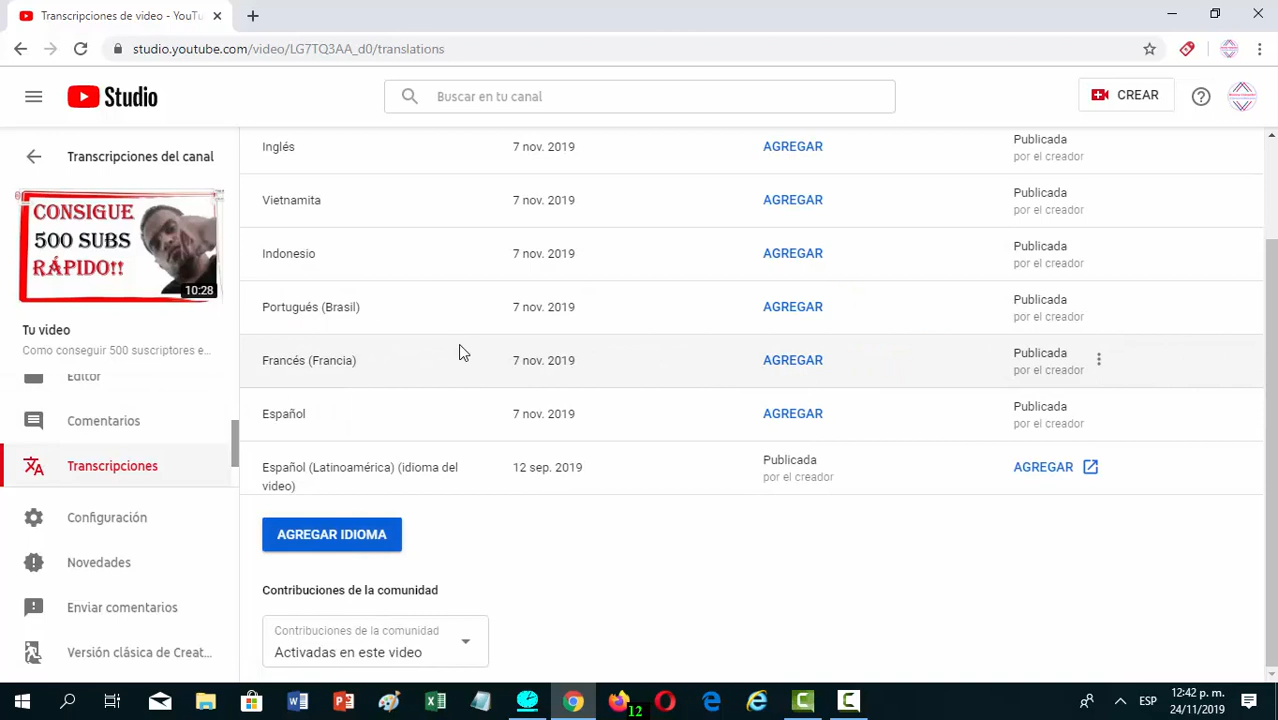 Transcripciones de video - YouTu
studio.youtube.com/video/LG7TQ3AA_d0/translations
Studio
Buscar en tu canal
CREAR
Transcripciones del canal
CONSIGUE
500 SUBS
RÁPIDO!!
10:28
Tu video
Como conseguir 500 suscriptores e...
Editor
Comentarios
Transcripciones
Configuración
Novedades
Enviar comentarios
Versión clásica de Creat...
Inglés 7 nov. 2019 AGREGAR Publicada
por el creador
Vietnamita 7 nov. 2019 AGREGAR Publicada
por el creador
Indonesio 7 nov. 2019 AGREGAR Publicada
por el creador
Portugués (Brasil) 7 nov. 2019 AGREGAR Publicada
por el creador
Francés (Francia) 7 nov. 2019 AGREGAR Publicada
por el creador
Español 7 nov. 2019 AGREGAR Publicada
por el creador
Español (Latinoamérica) (idioma del 12 sep. 2019 Publicada AGREGAR
video) por el creador
AGREGAR IDIOMA
Contribuciones de la comunidad
Contribuciones de la comunidad
Activadas en este video
12
ESP
12:42 p. m.
24/11/2019